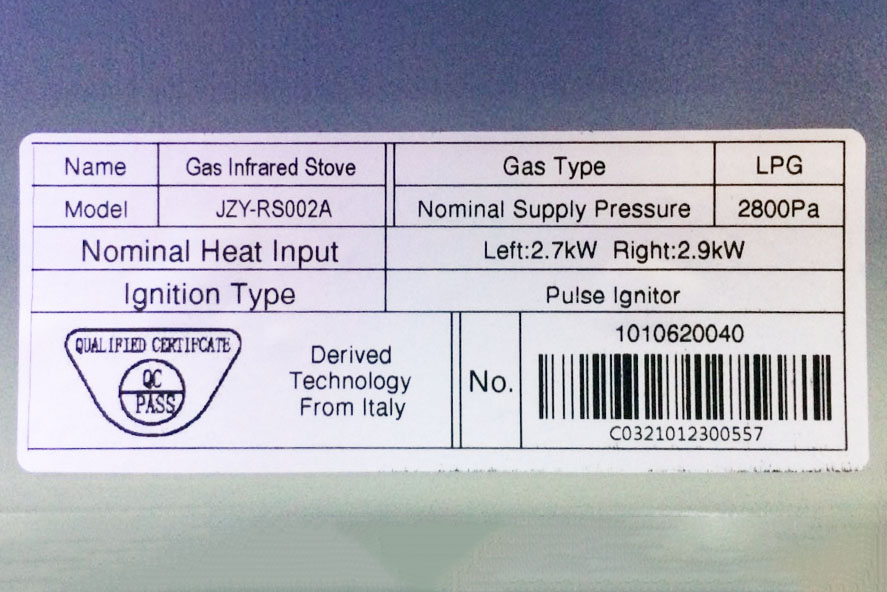 Name Gas Infrared Stove Gas Type LPG
Model JZY-RS002A Nominal Supply Pressure 2800Pa
Nominal Heat Input Left:2.7kW Right:2.9kW
Ignition Type Pulse Ignitor
QUALIFIED CERTIFCATE
QC
PASS
Derived
Technology
From Italy
No.
1010620040
C0321012300557